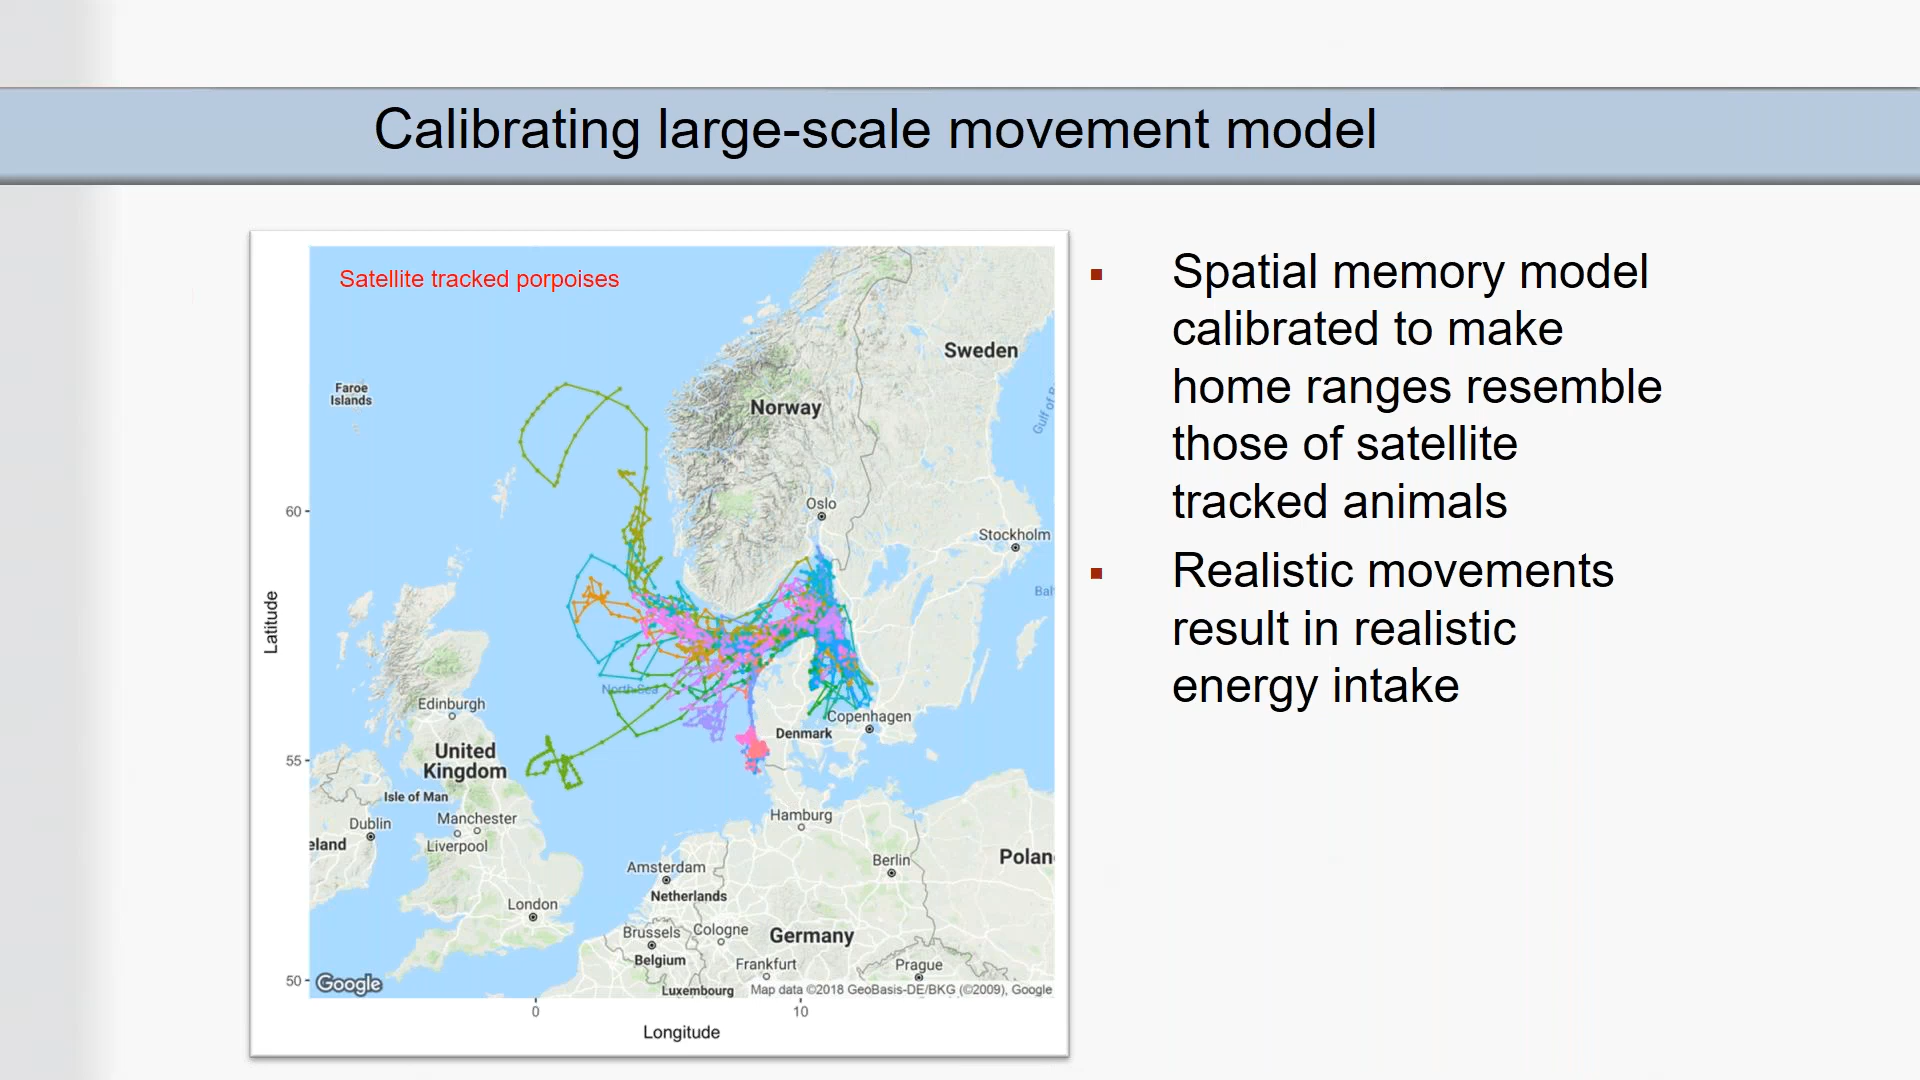 Calibrating large-scale movement model
Satellite tracked porpoises
Sweden
Faroe
Islands
Norway
Gulf of B
Oslo
Stockholm
60
Latitude
Bal
North Sea
Edinburgh
Copenhagen
Denmark
United
Kingdom
55
Isle of Man
Hamburg
Manchester
Dublin
eland
Liverpool
Berlin
Polan
Amsterdam
Netherlands
London
Brussels
Cologne
Germany
Belgium
Frankfurt
Prague
50
Google
Luxembourg
Map data ©2018 GeoBasis-DE/BKG (©2009), Google
0
10
Longitude
Spatial memory model
calibrated to make
home ranges resemble
those of satellite
tracked animals
Realistic movements
result in realistic
energy intake